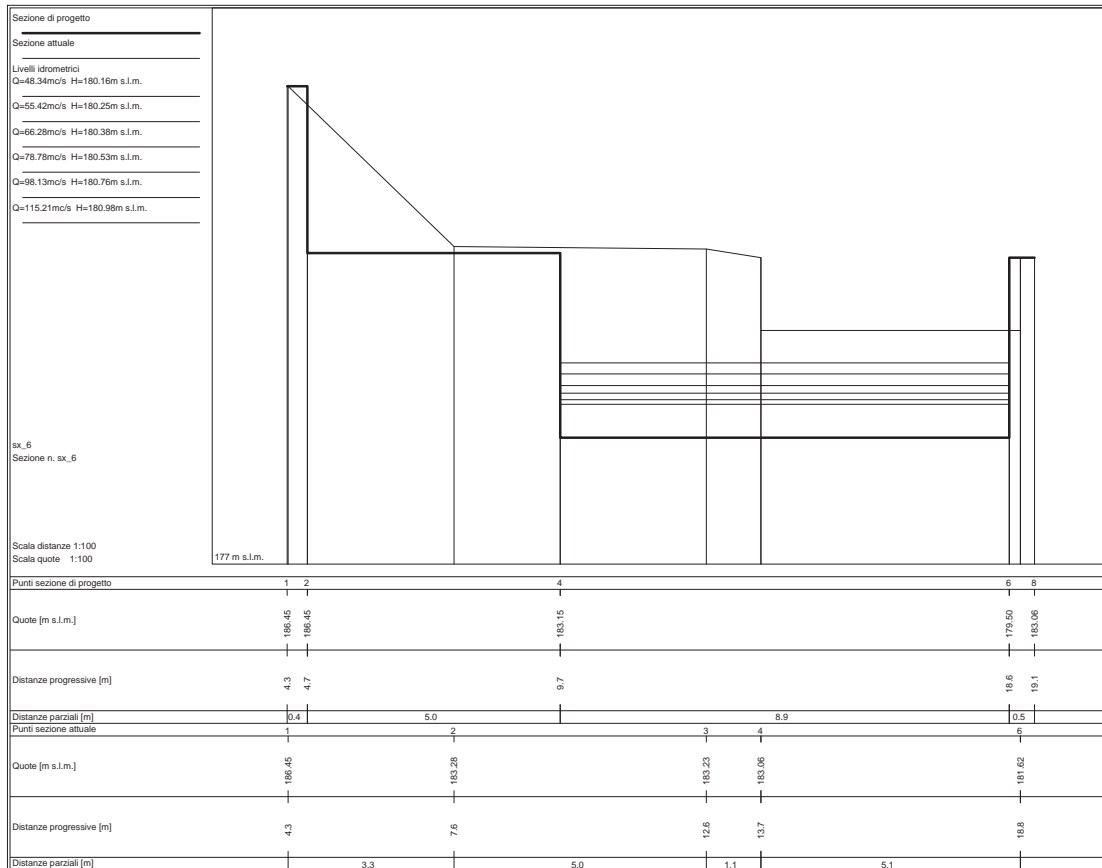 Sezione di progetto
Sezione attuale
Livelli idrometrici
Q=48.34mc/s H=180.16m s.l.m.
Q=55.42mc/s H=180.25m s.l.m.
Q=66.28mc/s H=180.38m s.l.m.
Q=78.78mc/s H=180.53m s.l.m.
Q=98.13mc/s H=180.76m s.l.m.
Q=115.21mc/s H=180.98m s.l.m.
sx_6
Sezione n. sx_6
Scala distanze 1:100
Scala quote 1:100
177 m s.l.m.
Punti sezione di progetto 1 2 4 6 8
Quote [m s.l.m.] 186.45 186.45 183.15 179.50 183.06
Distanze progressive [m] 4.3 4.7 9.7 18.6 19.1
Distanze parziali [m] 0.4 5.0 8.9 0.5
Punti sezione attuale 1 2 3 4 6
Quote [m s.l.m.] 186.45 183.28 183.23 183.06 181.62
Distanze progressive [m] 4.3 7.6 12.6 13.7 18.8
Distanze parziali [m] 3.3 5.0 1.1 5.1